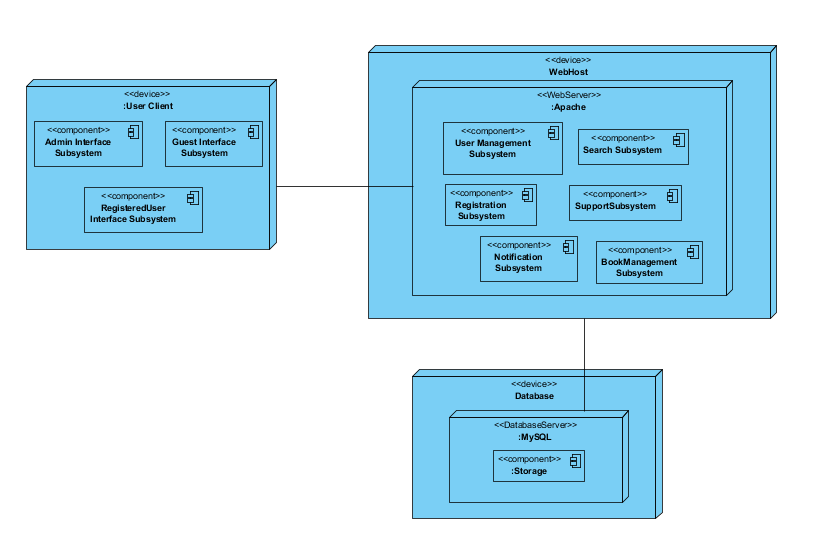 <<device>>
:User Client
<<component>>
Admin Interface
Subsystem
<<component>>
Guest Interface
Subsystem
<<component>>
RegisteredUser
Interface Subsystem
<<device>>
WebHost
<<WebServer>>
:Apache
<<component>>
User Management
Subsystem
<<component>>
Search Subsystem
<<component>>
Registration
Subsystem
<<component>>
SupportSubsystem
<<component>>
Notification
Subsystem
<<component>>
BookManagement
Subsystem
<<device>>
Database
<<DatabaseServer>>
:MySQL
<<component>>
:Storage